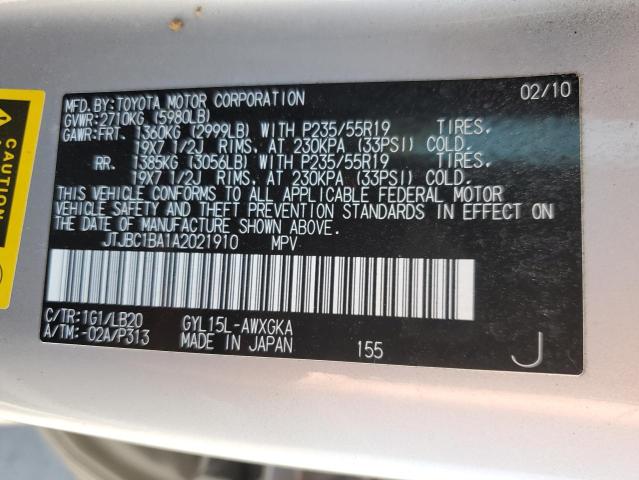 MFD.BY:TOYOTA MOTOR CORPORATION 02/10
GVWR:2710KG (5980LB)
GAWR:FRT. 1360KG (2999LB) WITH P235/55R19 TIRES.
19X7 1/2J RIMS, AT 230KPA (33PSI) COLD.
RR. 1385KG (3056LB) WITH P235/55R19 TIRES.
19X7 1/2J RIMS, AT 230KPA (33PSI) COLD.
THIS VEHICLE CONFORMS TO ALL APPLICABLE FEDERAL MOTOR
VEHICLE SAFETY AND THEFT PREVENTION STANDARDS IN EFFECT ON
THE DATE OF MANUFACTURE SHOWN ABOVE.
JTJBC1BA1A2021910 MPV
C/TR:1G1/LB20 GYL15L-AWXGKA
A/TM:-02A/P313 MADE IN JAPAN 155 J
CAUTION